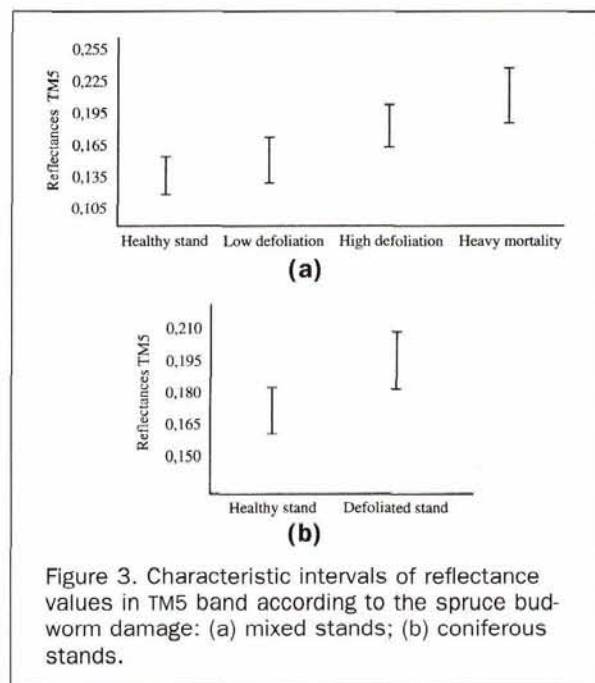 0,255
0,225
0,195
0,165
0,135
0,105
Reflectances TM5
Healthy stand Low defoliation High defoliation Heavy mortality
(a)
0,210
0,195
0,180
0,165
0,150
Reflectances TM5
Healthy stand Defoliated stand
(b)
Figure 3. Characteristic intervals of reflectance
values in TM5 band according to the spruce bud-
worm damage: (a) mixed stands; (b) coniferous
stands.